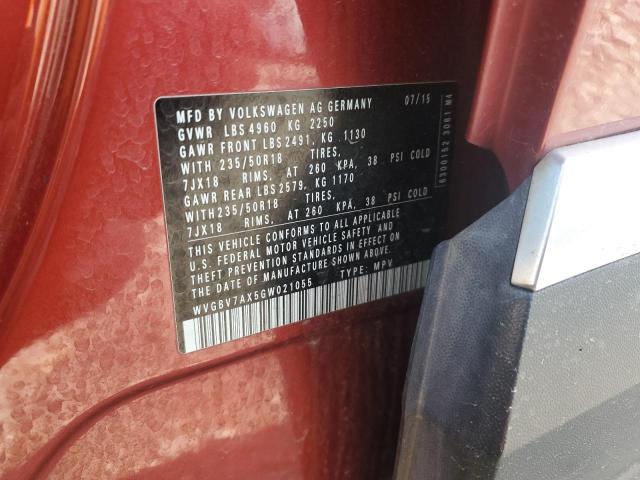 MFD BY VOLKSWAGEN AG GERMANY 07/15
GVWR LBS 4960 KG 2250
GAWR FRONT LBS 2491, KG 1130
WITH 235/50R18 TIRES,
7JX18 RIMS, AT 260 KPA, 38 PSI COLD
GAWR REAR LBS 2579, KG 1170
WITH 235/50R18 TIRES,
7JX18 RIMS, AT 260 KPA, 38 PSI COLD
THIS VEHICLE CONFORMS TO ALL APPLICABLE
U.S. FEDERAL MOTOR VEHICLE SAFETY AND
THEFT PREVENTION STANDARDS IN EFFECT ON
THE DATE OF MANUFACTURE SHOWN ABOVE.
WVGBV7AX5GW021055 TYPE: MPV
6300152 3061 M4